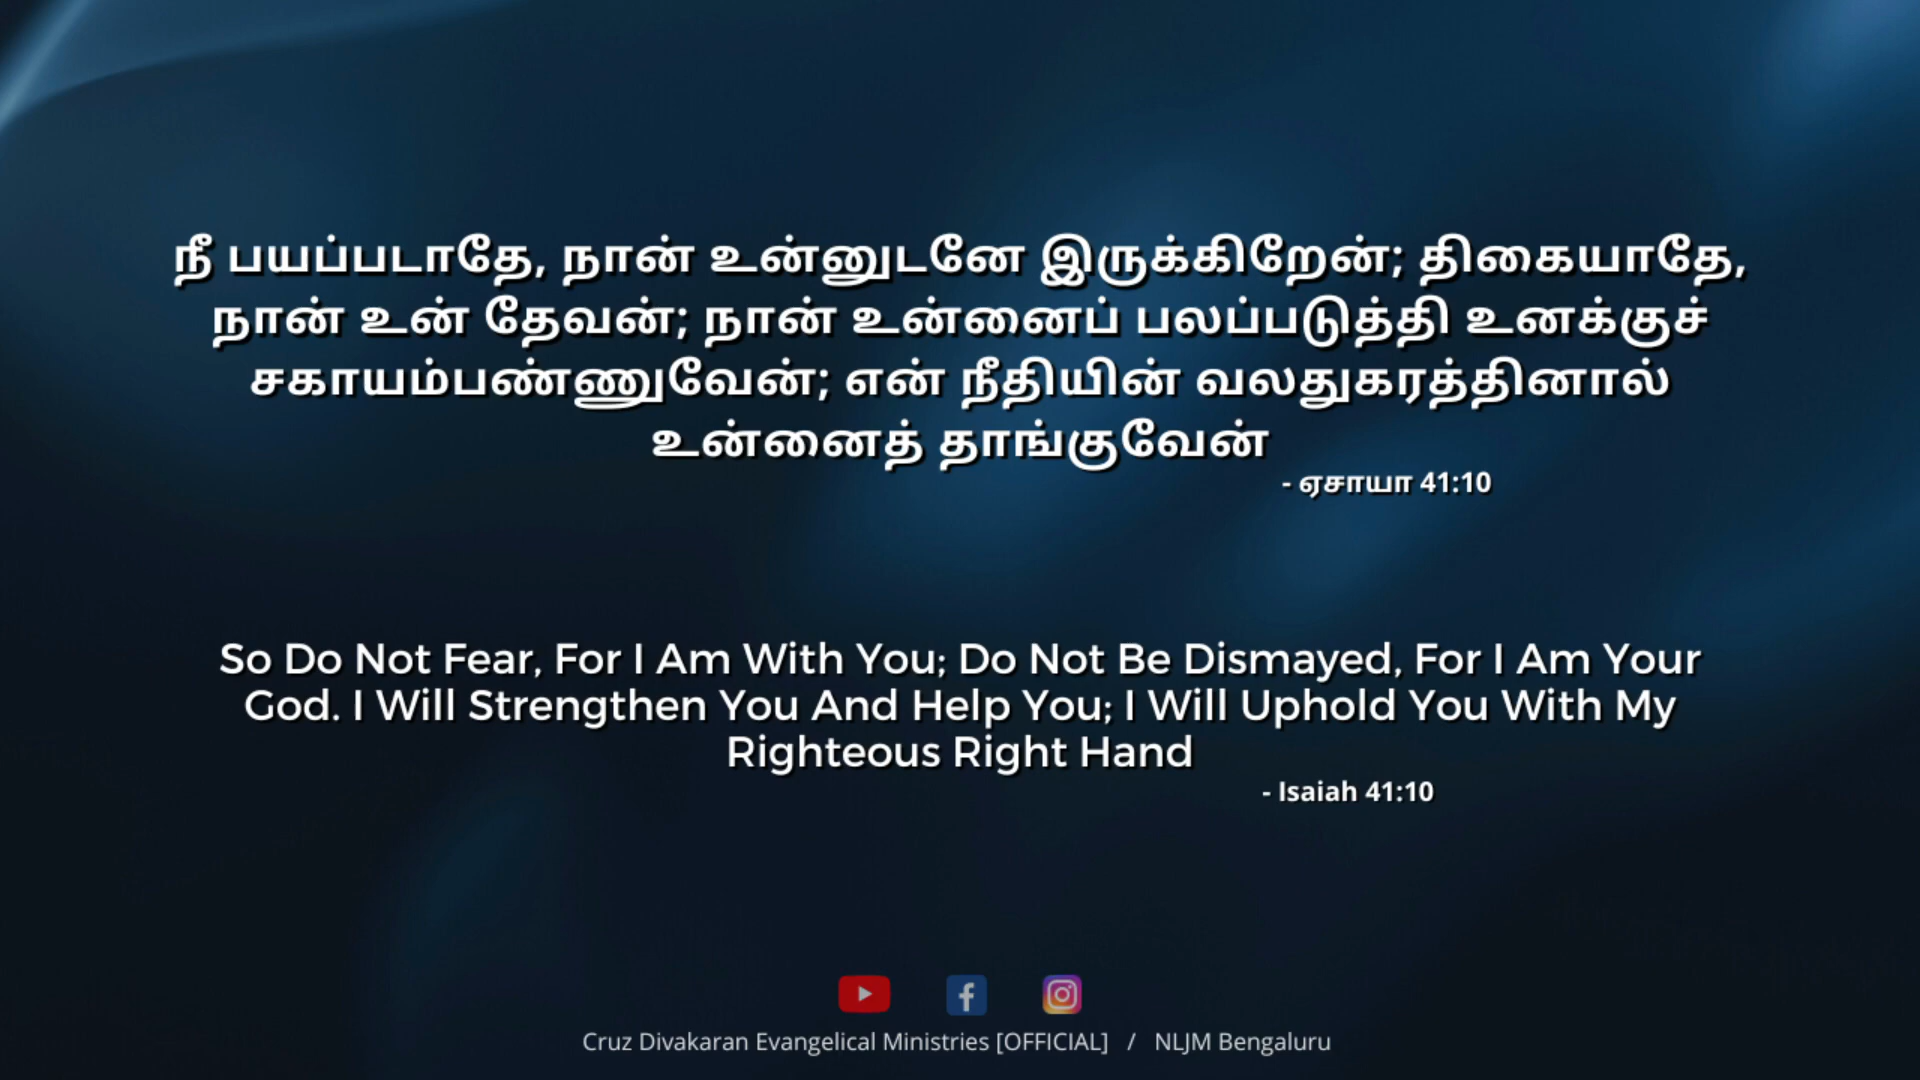 நீ பயப்படாதே, நான் உன்னுடனே இருக்கிறேன்; திகையாதே,
நான் உன் தேவன்; நான் உன்னைப் பலப்படுத்தி உனக்குச்
சகாயம்பண்ணுவேன்; என் நீதியின் வலதுகரத்தினால்
உன்னைத் தாங்குவேன்
- ஏசாயா 41:10
So Do Not Fear, For I Am With You; Do Not Be Dismayed, For I Am Your
God. I Will Strengthen You And Help You; I Will Uphold You With My
Righteous Right Hand
- Isaiah 41:10
Cruz Divakaran Evangelical Ministries [OFFICIAL] / NLJM Bengaluru